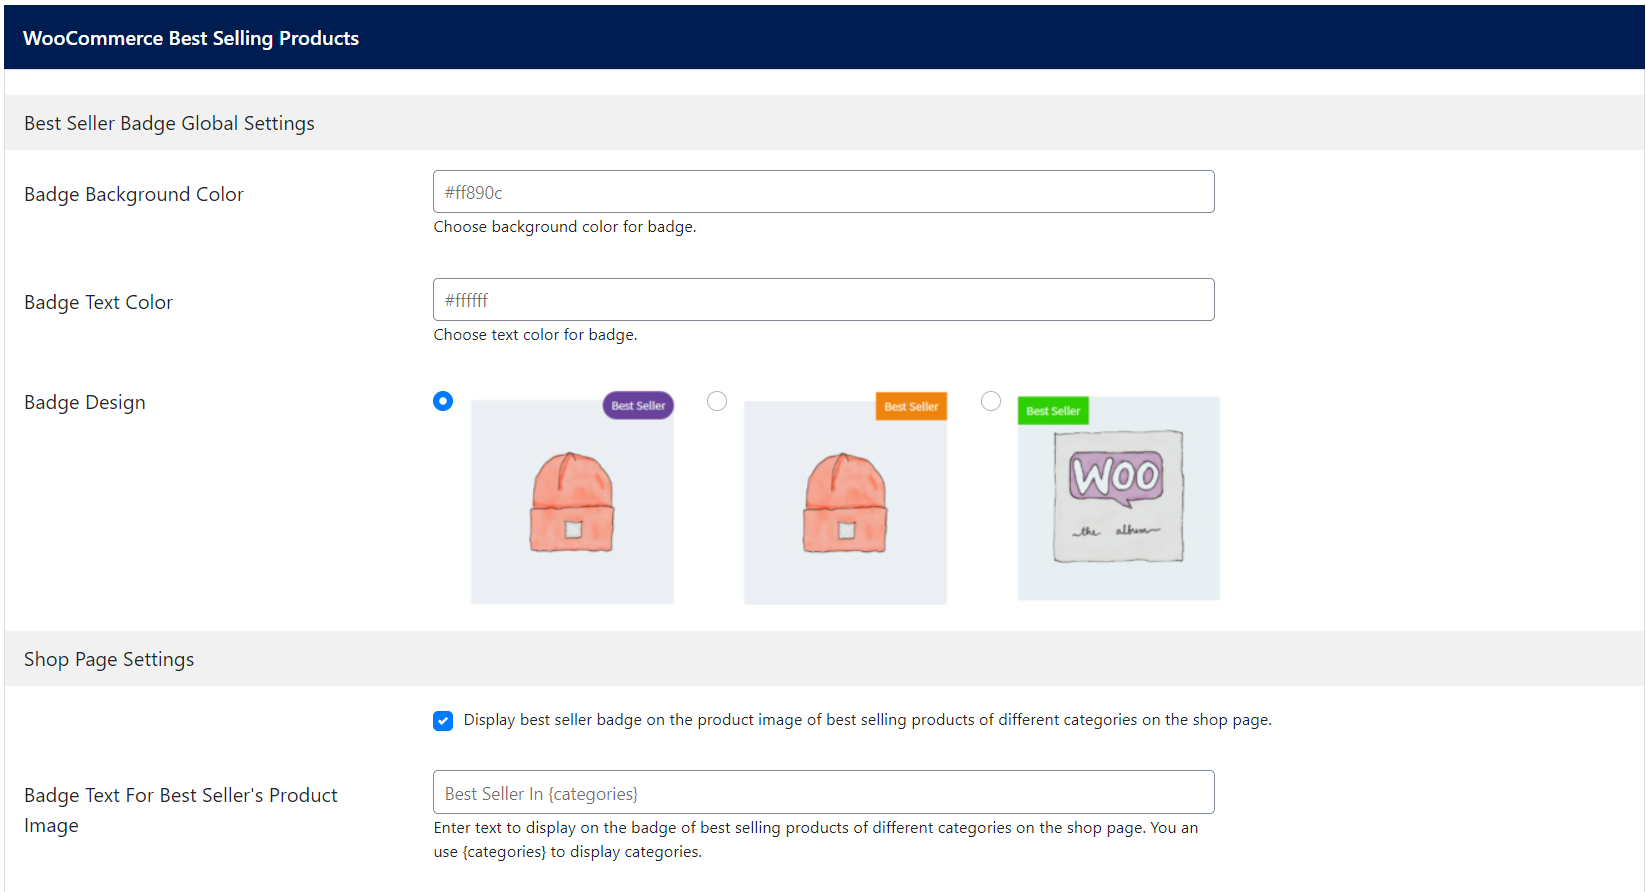 WooCommerce Best Selling Products
Best Seller Badge Global Settings
Badge Background Color
#ff890c
Choose background color for badge.
Badge Text Color
#ffffff
Choose text color for badge.
Badge Design
Best Seller
Best Seller
Best Seller
WOO
the album
Shop Page Settings
Display best seller badge on the product image of best selling products of different categories on the shop page.
Badge Text For Best Seller's Product
Image
Best Seller In {categories}
Enter text to display on the badge of best selling products of different categories on the shop page. You an
use {categories} to display categories.